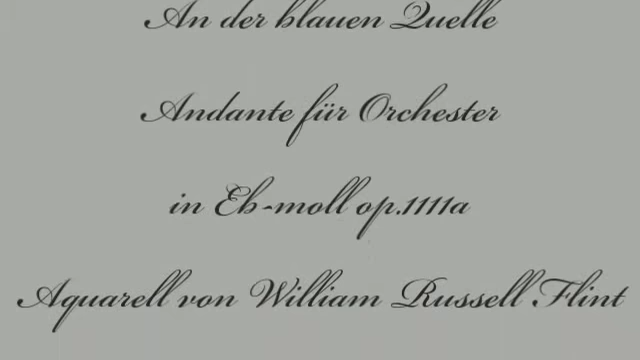 An der blauen Quelle
Andante für Orchester
in Eb-moll op.1111a
Aquarell von William Russell Flint